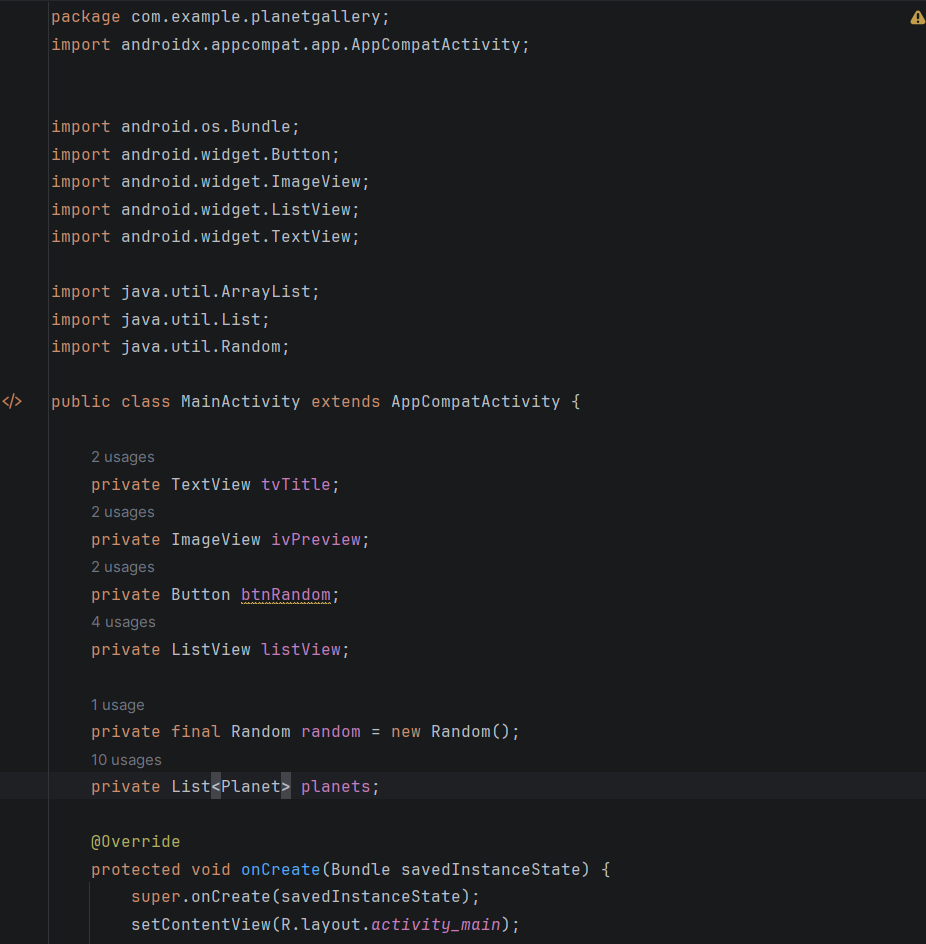 package com.example.planetgallery;
import androidx.appcompat.app.AppCompatActivity;
import android.os.Bundle;
import android.widget.Button;
import android.widget.ImageView;
import android.widget.ListView;
import android.widget.TextView;
import java.util.ArrayList;
import java.util.List;
import java.util.Random;
</> public class MainActivity extends AppCompatActivity {
2 usages
private TextView tvTitle;
2 usages
private ImageView ivPreview;
2 usages
private Button btnRandom;
4 usages
private ListView listView;
1 usage
private final Random random = new Random();
10 usages
private List<Planet> planets;
@Override
protected void onCreate(Bundle savedInstanceState) {
super.onCreate(savedInstanceState);
setContentView(R.layout.activity_main);